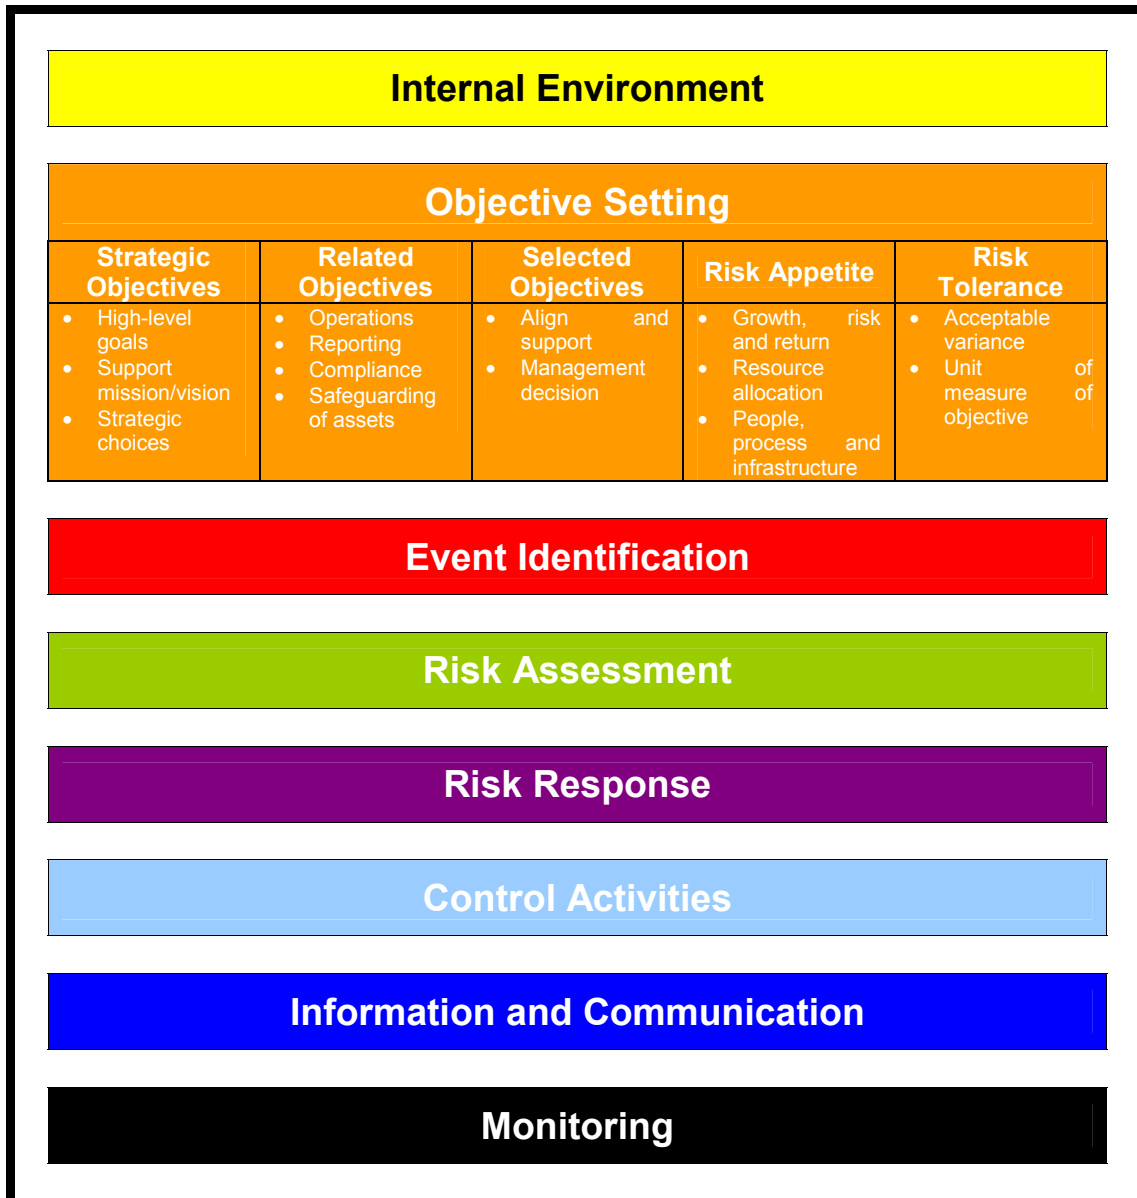 Internal Environment
Objective Setting
Strategic
Objectives
Related
Objectives
Selected
Objectives
Risk Appetite
Risk
Tolerance
• High-level
goals
• Support
mission/vision
• Strategic
choices
• Operations
• Reporting
• Compliance
• Safeguarding
of assets
• Align and
support
• Management
decision
• Growth, risk
and return
• Resource
allocation
• People,
process and
infrastructure
• Acceptable
variance
• Unit of
measure of
objective
Event Identification
Risk Assessment
Risk Response
Control Activities
Information and Communication
Monitoring